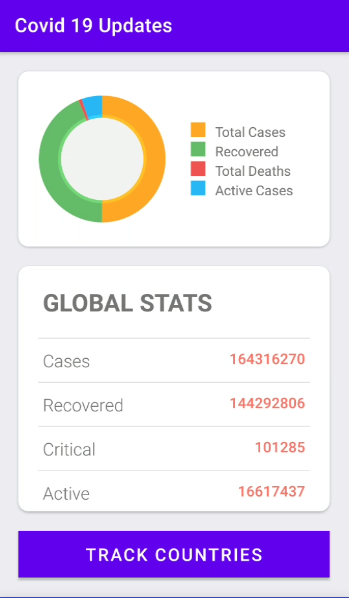 Covid 19 Updates
Total Cases
Recovered
Total Deaths
Active Cases
GLOBAL STATS
Cases 164316270
Recovered 144292806
Critical 101285
Active 16617437
TRACK COUNTRIES